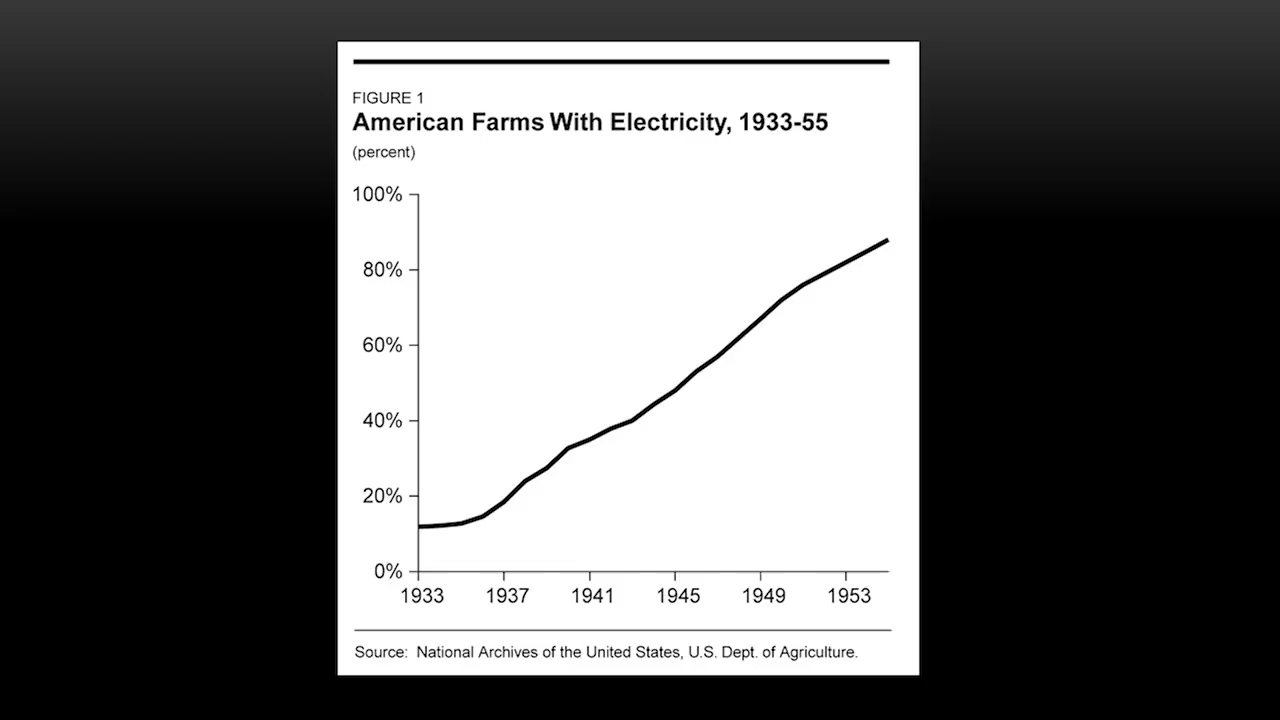 FIGURE 1
American Farms With Electricity, 1933-55
(percent)
100%
80%
60%
40%
20%
0%
1933 1937 1941 1945 1949 1953
Source: National Archives of the United States, U.S. Dept. of Agriculture.